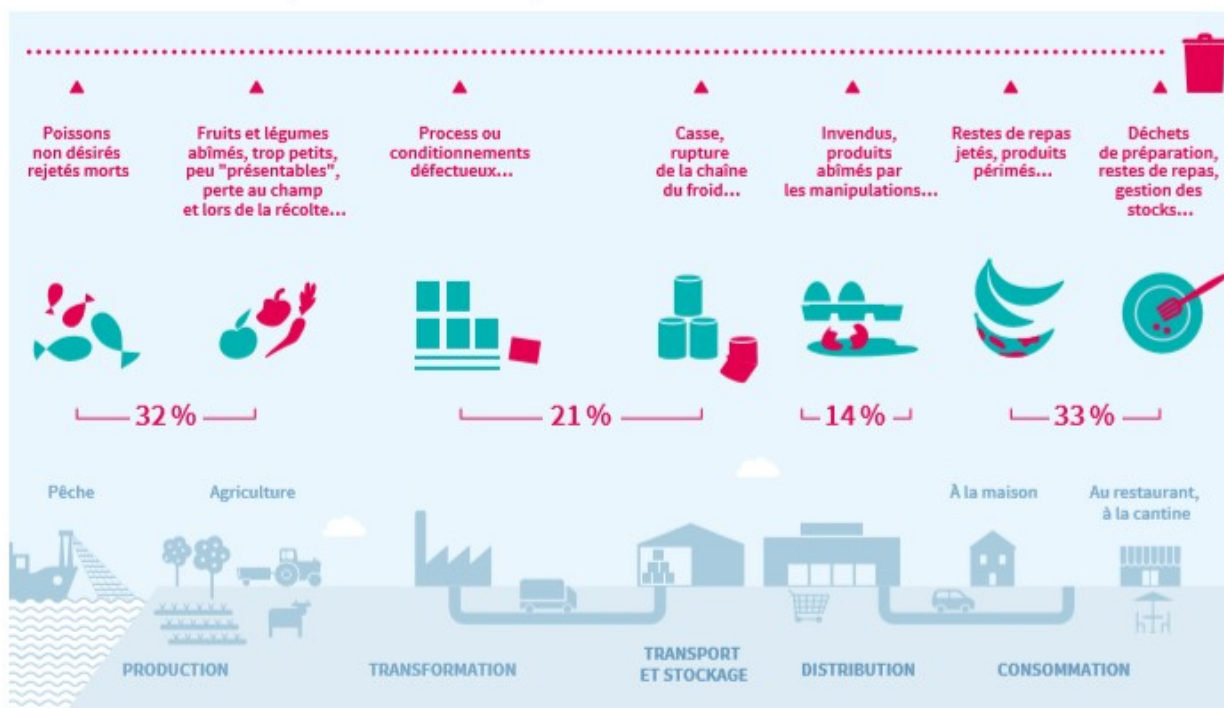 Poissons
non désirés
rejetés morts
Fruits et légumes
abîmés, trop petits,
peu "présentables",
perte au champ
et lors de la récolte...
Process ou
conditionnements
défectueux...
Casse,
rupture
de la chaîne
du froid...
Invendus,
produits
abîmés par
les manipulations...
Restes de repas
jetés, produits
périmés...
Déchets
de préparation,
restes de repas,
gestion des
stocks...
32 %
21 %
14 %
33 %
Pêche
Agriculture
À la maison
Au restaurant,
à la cantine
PRODUCTION
TRANSFORMATION
TRANSPORT
ET STOCKAGE
DISTRIBUTION
CONSOMMATION